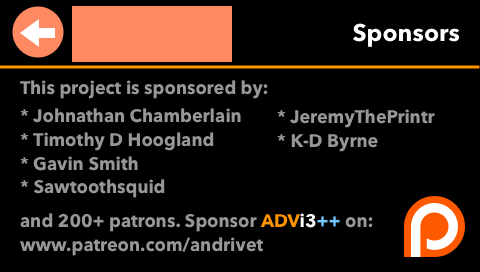 Sponsors
This project is sponsored by:
* Johnathan Chamberlain
* Timothy D Hoogland
* Gavin Smith
* Sawtoothsquid
* JeremyThePrintr
* K-D Byrne
and 200+ patrons. Sponsor ADVi3++ on:
www.patreon.com/andrivet